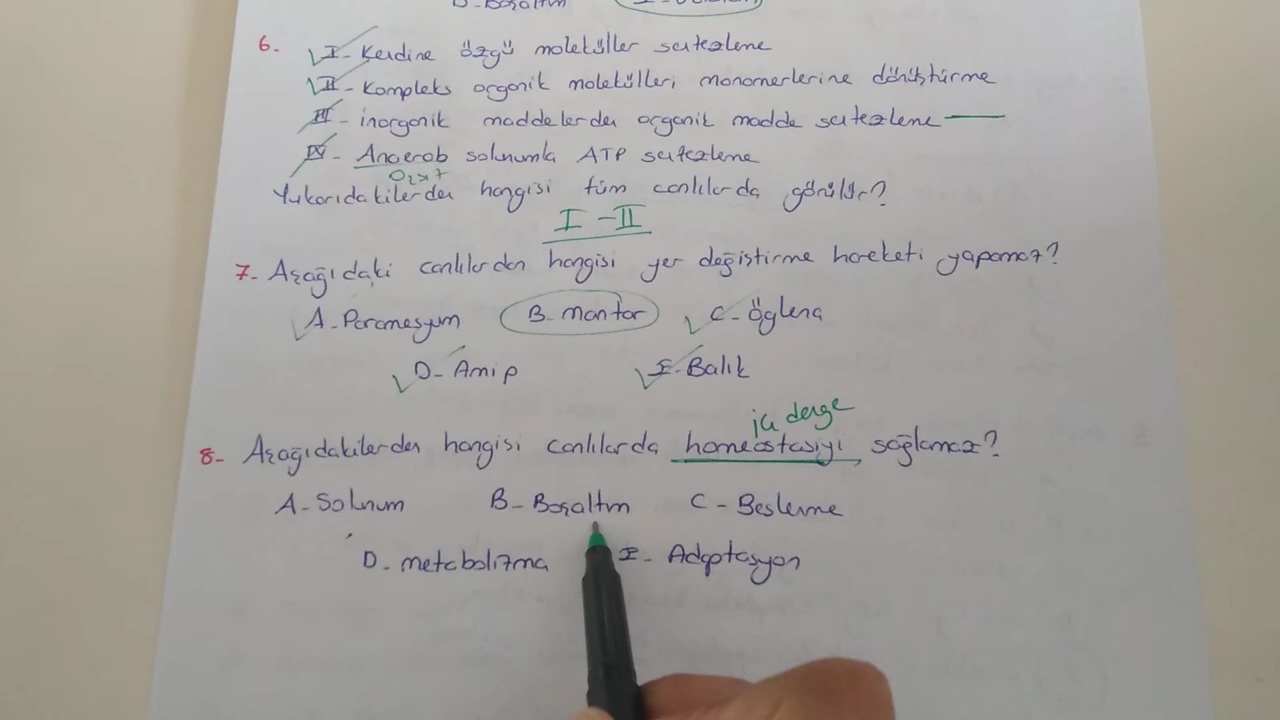 D-Boşaltım
6. I- Kendine özgü moleküller sentezleme
II- Kompleks organik molekülleri monomerlerine dönüştürme
III- inorganik maddelerden organik madde sentezleme
IV- Anaerob solunumla ATP sentezleme
O2x+
Yukarıdakilerden hangisi tüm canlılarda görülür?
I-II
7- Aşağıdaki canlılardan hangisi yer değiştirme hareketi yapamaz?
A-Paramesyum B-mantar C-Öglena
D-Amip E-Balık
iç denge
8- Aşağıdakilerden hangisi canlılarda homeostasiyi sağlamaz?
A-Solunum B-Boşaltım C-Beslenme
D. metabolizma E- Adaptasyon